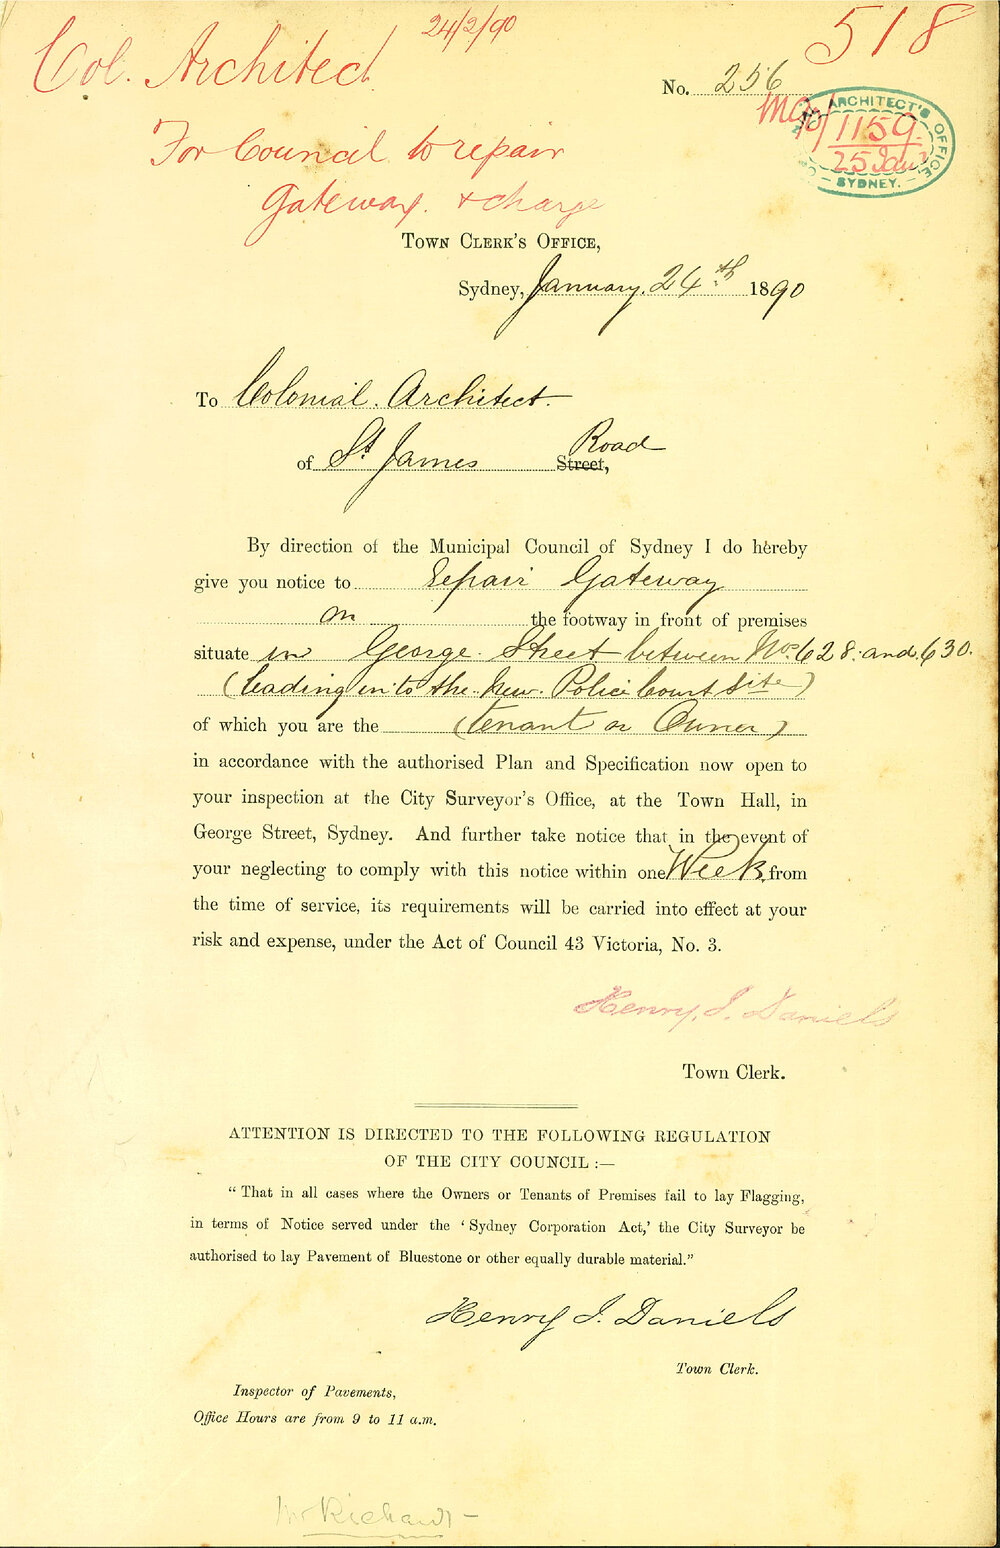 24/2/90
518
Col. Architect
No. 256
ARCHITECT'S OFFICE,
1159
25 Jan
SYDNEY.
For Council to repair
Gateway. & charge
TOWN CLERK'S OFFICE,
Sydney, January. 24th 1890
To Colonial. Architect.
of St. James Street, Road
By direction of the Municipal Council of Sydney I do hereby
give you notice to repair Gateway
on the footway in front of premises
situate in George. Street between Nos. 628. and. 630.
(leading in to the. New. Police Court site)
of which you are the (tenant or Owner)
in accordance with the authorised Plan and Specification now open to
your inspection at the City Surveyor's Office, at the Town Hall, in
George Street, Sydney. And further take notice that in the event of
your neglecting to comply with this notice within one Week from
the time of service, its requirements will be carried into effect at your
risk and expense, under the Act of Council 43 Victoria, No. 3.
Henry. J. Daniels
Town Clerk.
ATTENTION IS DIRECTED TO THE FOLLOWING REGULATION
OF THE CITY COUNCIL :—
" That in all cases where the Owners or Tenants of Premises fail to lay Flagging,
in terms of Notice served under the ' Sydney Corporation Act,' the City Surveyor be
authorised to lay Pavement of Bluestone or other equally durable material."
Henry J. Daniels
Town Clerk.
Inspector of Pavements,
Office Hours are from 9 to 11 a.m.
Mr Richards